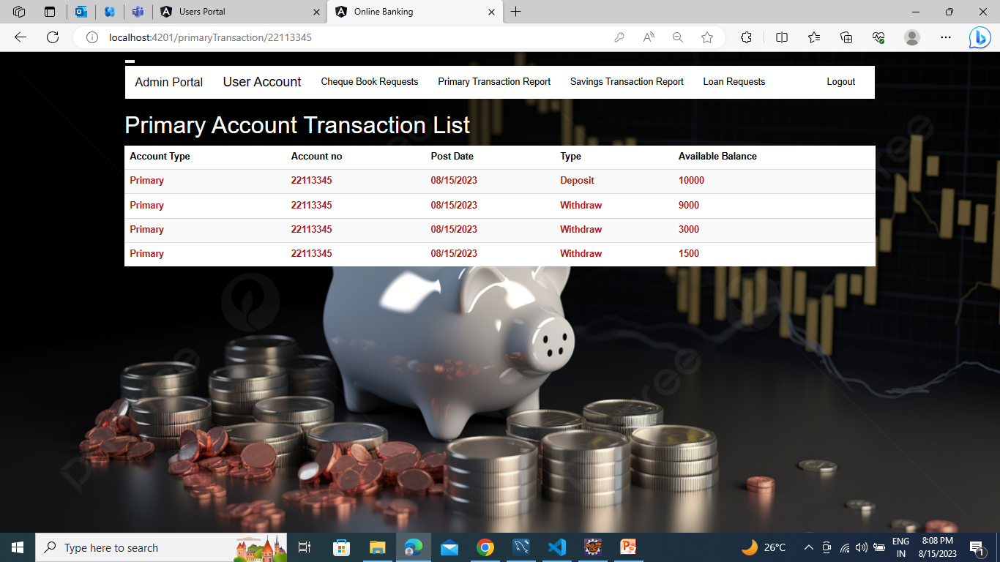 Users Portal
Online Banking
localhost:4201/primaryTransaction/22113345
Admin Portal User Account Cheque Book Requests Primary Transaction Report Savings Transaction Report Loan Requests Logout
Primary Account Transaction List
Account Type Account no Post Date Type Available Balance
Primary 22113345 08/15/2023 Deposit 10000
Primary 22113345 08/15/2023 Withdraw 9000
Primary 22113345 08/15/2023 Withdraw 3000
Primary 22113345 08/15/2023 Withdraw 1500
Type here to search
26°C
ENG
IN
8:08 PM
8/15/2023
1